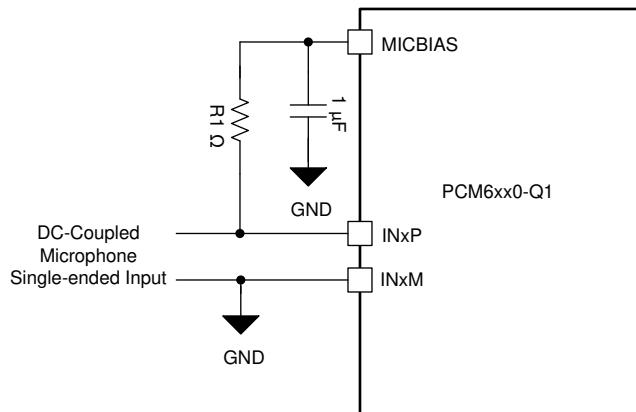 MICBIAS
R1 Ω
1 µF
GND
PCM6xx0-Q1
DC-Coupled
Microphone
Single-ended Input
INxP
INxM
GND